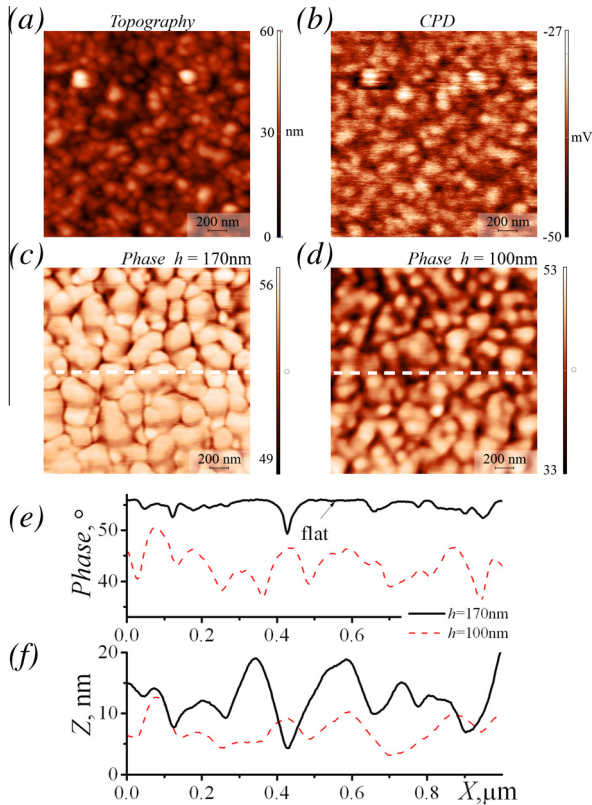 (a) Topography
60
30 nm
0
200 nm
(b) CPD
-27
mV
-50
200 nm
(c) Phase h = 170nm
56
°
49
200 nm
(d) Phase h = 100nm
53
°
33
200 nm
(e)
Phase, °
50
40
flat
0.0 0.2 0.4 0.6
h=170nm
h=100nm
(f)
Z, nm
20
10
0
0.0 0.2 0.4 0.6 0.8 X,μm